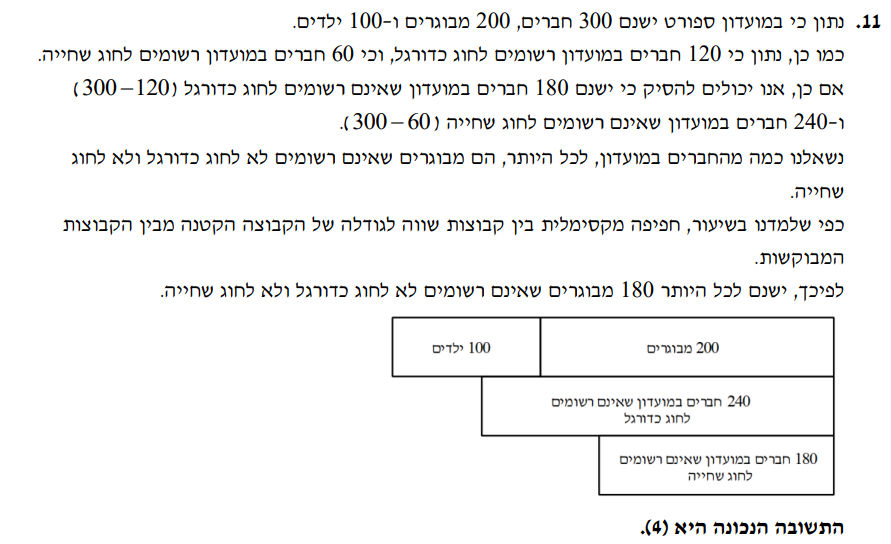 11. נתון כי במועדון ספורט ישנם 300 חברים, 200 מבוגרים ו-100 ילדים.
כמו כן, נתון כי 120 חברים במועדון רשומים לחוג כדורגל, וכי 60 חברים במועדון רשומים לחוג שחייה.
אם כן, אנו יכולים להסיק כי ישנם 180 חברים במועדון שאינם רשומים לחוג כדורגל (300 – 120)
ו-240 חברים במועדון שאינם רשומים לחוג שחייה (300 – 60).
נשאלנו כמה מהחברים במועדון, לכל היותר, הם מבוגרים שאינם רשומים לא לחוג כדורגל ולא לחוג
שחייה.
כפי שלמדנו בשיעור, חפיפה מקסימלית בין קבוצות שווה לגודלה של הקבוצה הקטנה מבין הקבוצות
המבוקשות.
לפיכך, ישנם לכל היותר 180 מבוגרים שאינם רשומים לא לחוג כדורגל ולא לחוג שחייה.
200 מבוגרים 100 ילדים
240 חברים במועדון שאינם רשומים
לחוג כדורגל
180 חברים במועדון שאינם רשומים
לחוג שחייה
התשובה הנכונה היא (4).